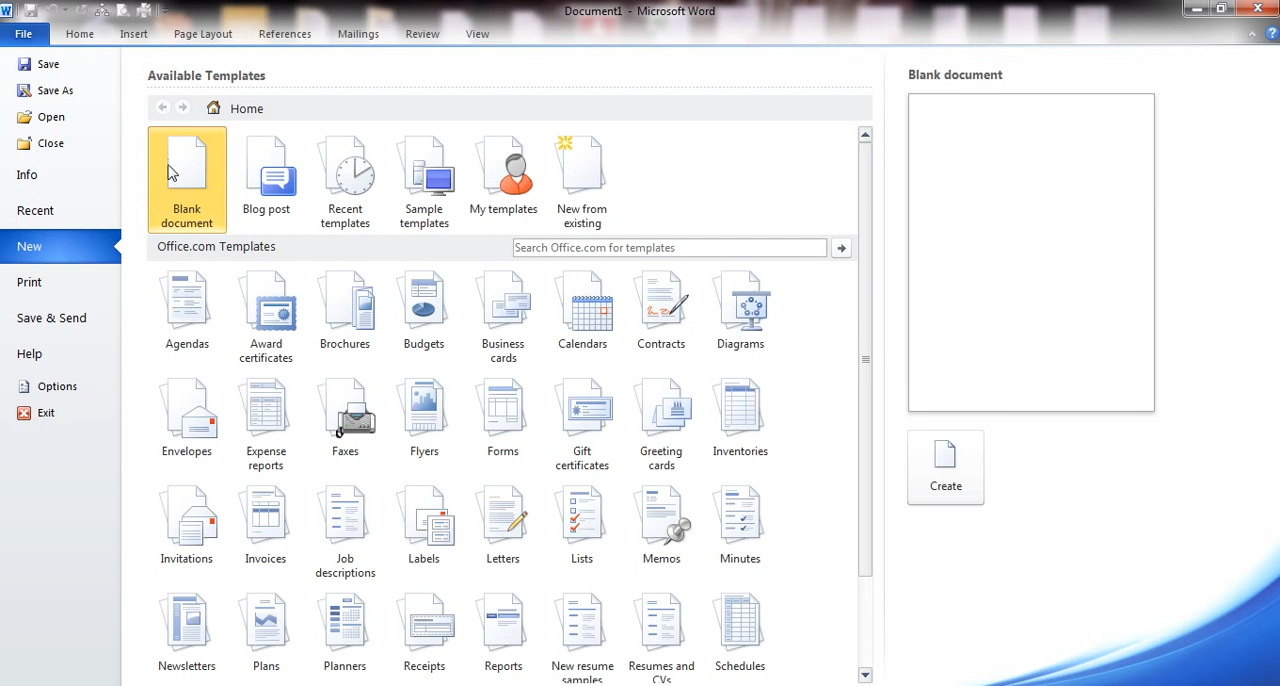 Document1 - Microsoft Word
File Home Insert Page Layout References Mailings Review View
Save
Save As
Open
Close
Info
Recent
New
Print
Save & Send
Help
Options
Exit
Available Templates
Home
Blank document
Blog post
Recent templates
Sample templates
My templates
New from existing
Office.com Templates
Search Office.com for templates
Agendas
Award certificates
Brochures
Budgets
Business cards
Calendars
Contracts
Diagrams
Envelopes
Expense reports
Faxes
Flyers
Forms
Gift certificates
Greeting cards
Inventories
Invitations
Invoices
Job descriptions
Labels
Letters
Lists
Memos
Minutes
Newsletters
Plans
Planners
Receipts
Reports
New resume samples
Resumes and CVs
Schedules
Blank document
Create